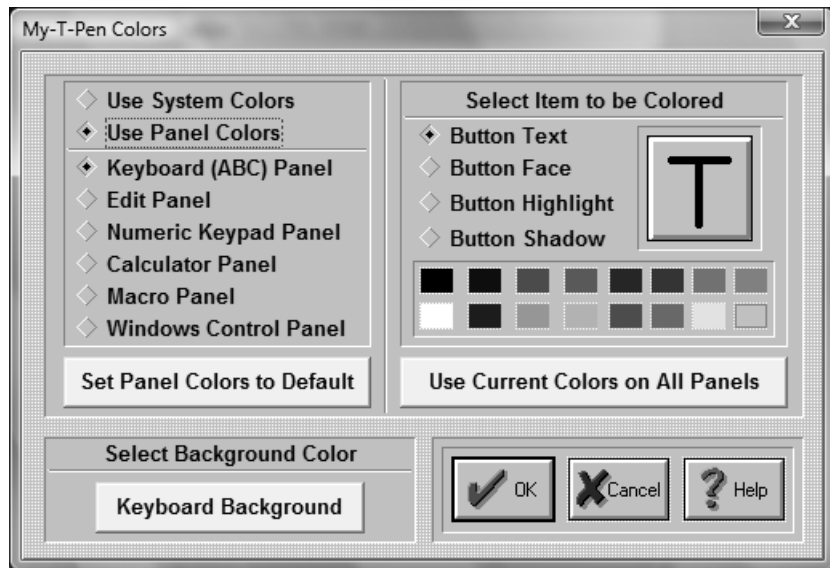 My-T-Pen Colors
Use System Colors
Use Panel Colors
Keyboard (ABC) Panel
Edit Panel
Numeric Keypad Panel
Calculator Panel
Macro Panel
Windows Control Panel
Set Panel Colors to Default
Select Item to be Colored
Button Text
Button Face
Button Highlight
Button Shadow
T
Use Current Colors on All Panels
Select Background Color
Keyboard Background
OK
Cancel
Help